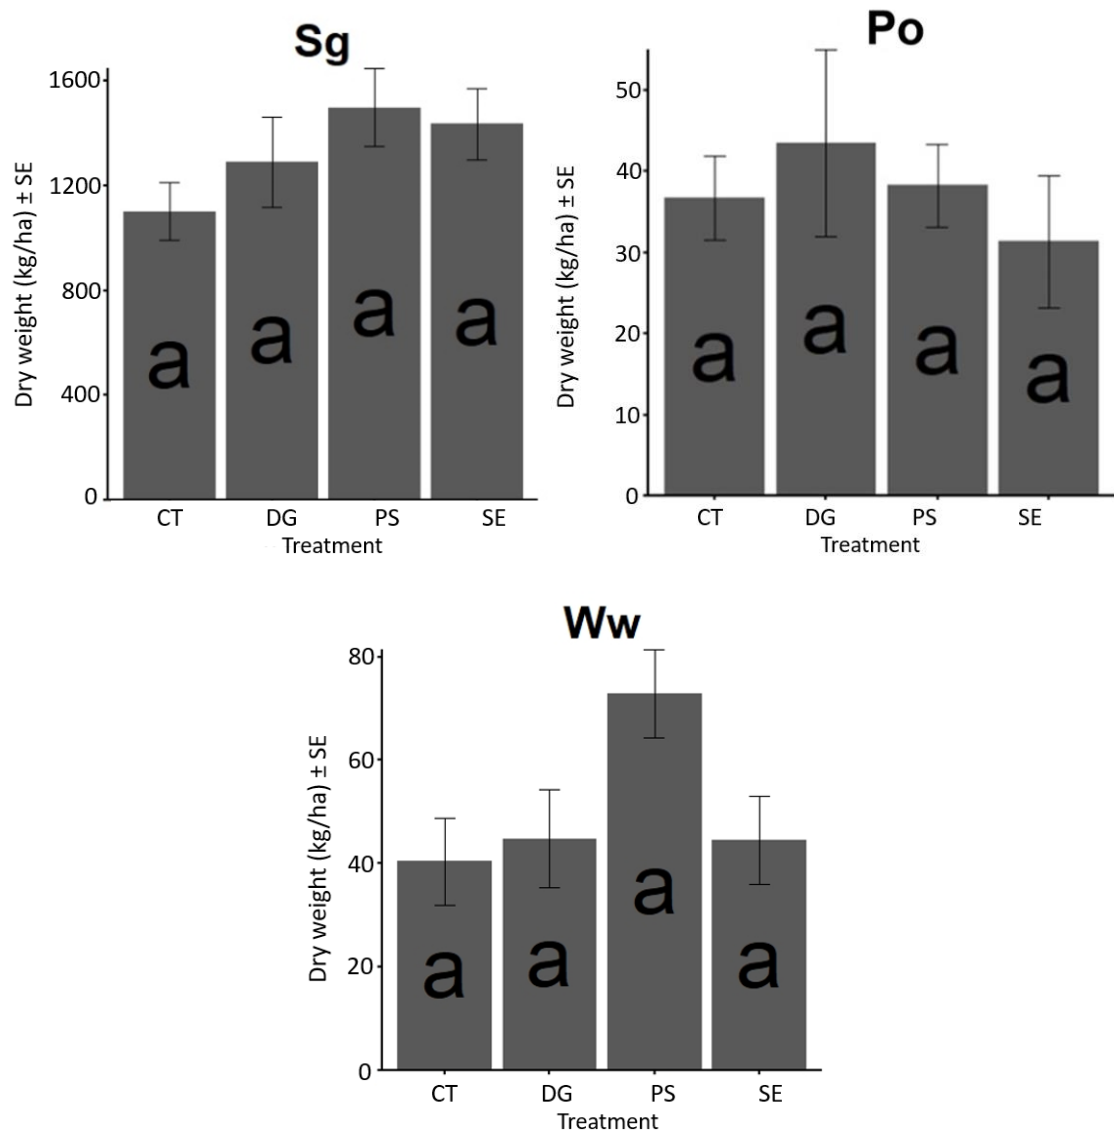 Sg
Dry weight (kg/ha) ± SE
1600
1200
800
400
0
a
a
a
a
CT
DG
PS
SE
Treatment
Po
Dry weight (kg/ha) ± SE
50
40
30
20
10
0
a
a
a
a
CT
DG
PS
SE
Treatment
Ww
Dry weight (kg/ha) ± SE
80
60
40
20
0
a
a
a
a
CT
DG
PS
SE
Treatment